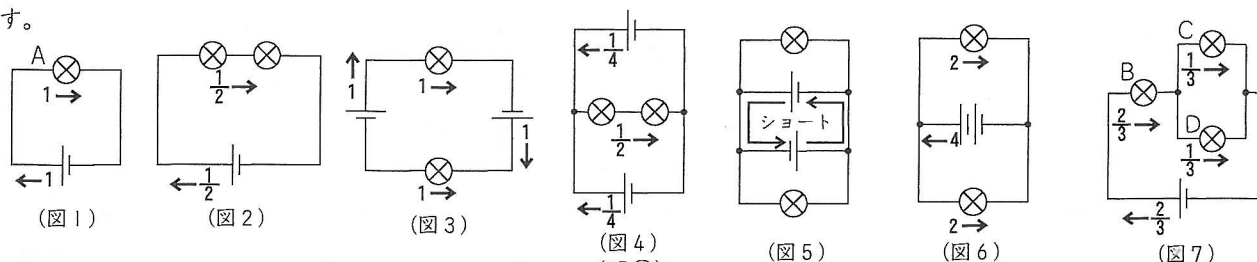 す。
A
1→
←1
(図1)
1/2→
←1/2
(図2)
↑1
1→
1↓
1→
(図3)
←1/4
1/2→
←1/4
(図4)
ショート
(図5)
2→
←4
2→
(図6)
B
C
1/3→
2/3→
D
1/3→
←2/3
(図7)